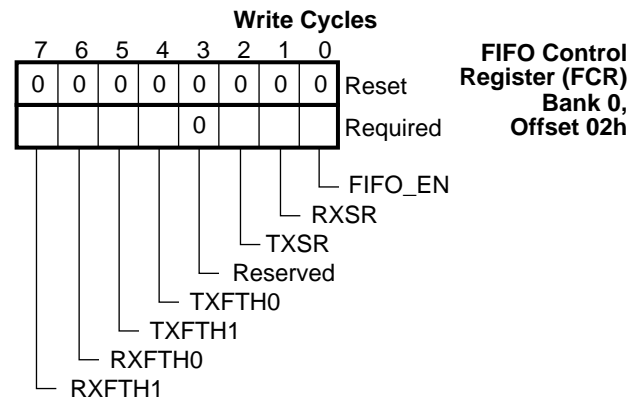 Write Cycles
7 6 5 4 3 2 1 0
FIFO Control
Register (FCR)
Bank 0,
Offset 02h
0 0 0 0 0 0 0 0 Reset
0 Required
FIFO_EN
RXSR
TXSR
Reserved
TXFTH0
TXFTH1
RXFTH0
RXFTH1